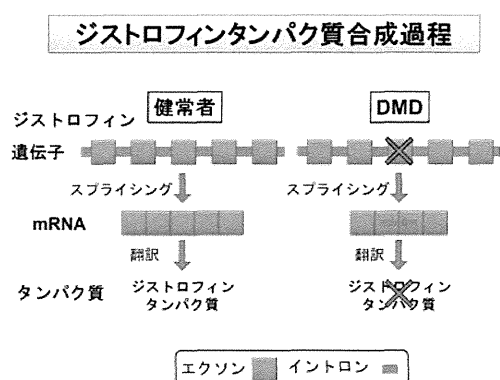 ジストロフィンタンパク質合成過程
健常者
DMD
ジストロフィン
遺伝子
スプライシング
スプライシング
mRNA
翻訳
翻訳
タンパク質
ジストロフィン
タンパク質
ジストロフィン
タンパク質
エクソン
イントロン